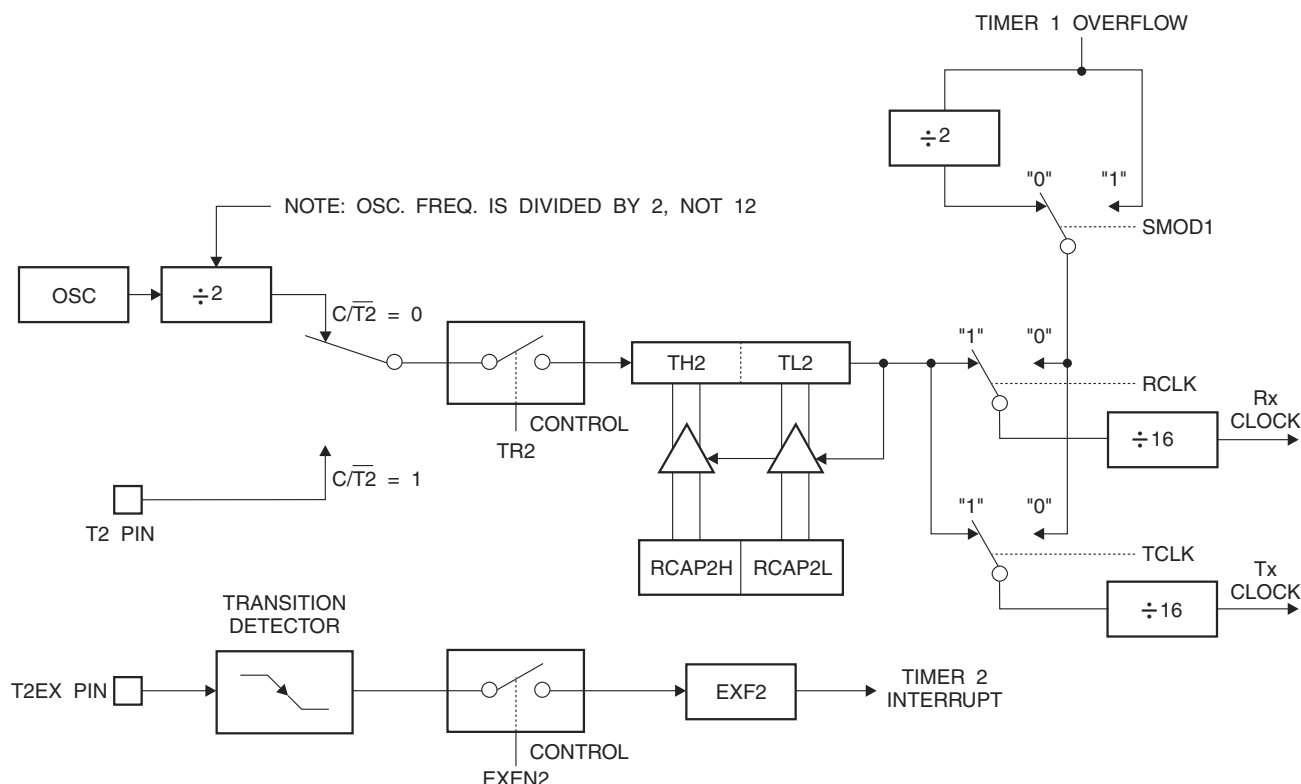 TIMER 1 OVERFLOW
÷2
"0"
"1"
NOTE: OSC. FREQ. IS DIVIDED BY 2, NOT 12
SMOD1
OSC
÷2
C/T̅2̅ = 0
"1"
"0"
TH2
TL2
RCLK
Rx
CLOCK
CONTROL
TR2
÷16
C/T̅2̅ = 1
T2 PIN
"1"
"0"
RCAP2H
RCAP2L
TCLK
Tx
CLOCK
TRANSITION
DETECTOR
÷16
T2EX PIN
EXF2
TIMER 2
INTERRUPT
CONTROL
EXEN2